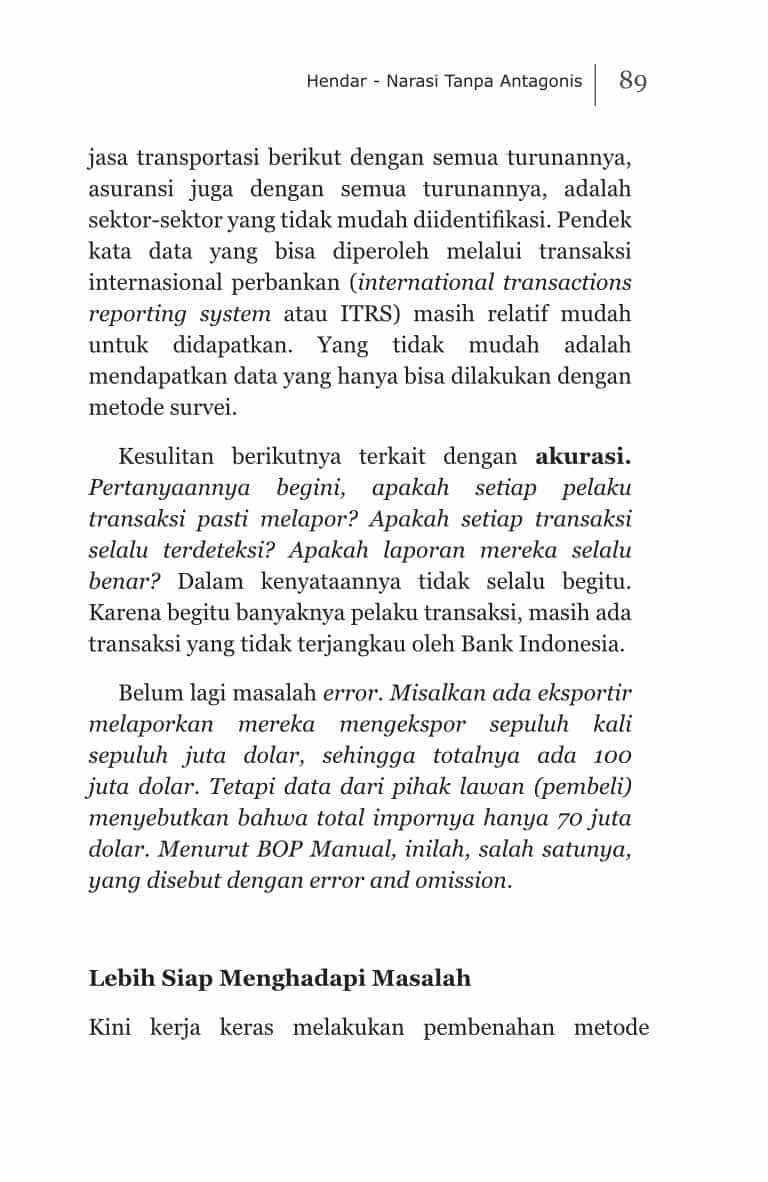 Hendar - Narasi Tanpa Antagonis 89
jasa transportasi berikut dengan semua turunannya,
asuransi juga dengan semua turunannya, adalah
sektor-sektor yang tidak mudah diidentifikasi. Pendek
kata data yang bisa diperoleh melalui transaksi
internasional perbankan (international transactions
reporting system atau ITRS) masih relatif mudah
untuk didapatkan. Yang tidak mudah adalah
mendapatkan data yang hanya bisa dilakukan dengan
metode survei.
Kesulitan berikutnya terkait dengan akurasi.
Pertanyaannya begini, apakah setiap pelaku
transaksi pasti melapor? Apakah setiap transaksi
selalu terdeteksi? Apakah laporan mereka selalu
benar? Dalam kenyataannya tidak selalu begitu.
Karena begitu banyaknya pelaku transaksi, masih ada
transaksi yang tidak terjangkau oleh Bank Indonesia.
Belum lagi masalah error. Misalkan ada eksportir
melaporkan mereka mengekspor sepuluh kali
sepuluh juta dolar, sehingga totalnya ada 100
juta dolar. Tetapi data dari pihak lawan (pembeli)
menyebutkan bahwa total impornya hanya 70 juta
dolar. Menurut BOP Manual, inilah, salah satunya,
yang disebut dengan error and omission.
Lebih Siap Menghadapi Masalah
Kini kerja keras melakukan pembenahan metode